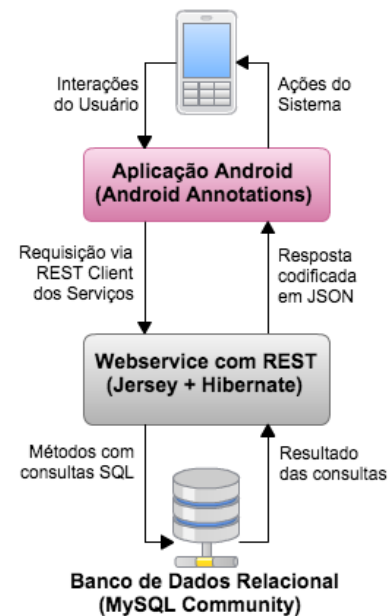 Interações
do Usuário
Ações do
Sistema
Aplicação Android
(Android Annotations)
Requisição via
REST Client
dos Serviços
Resposta
codificada
em JSON
Webservice com REST
(Jersey + Hibernate)
Métodos com
consultas SQL
Resultado
das consultas
Banco de Dados Relacional
(MySQL Community)